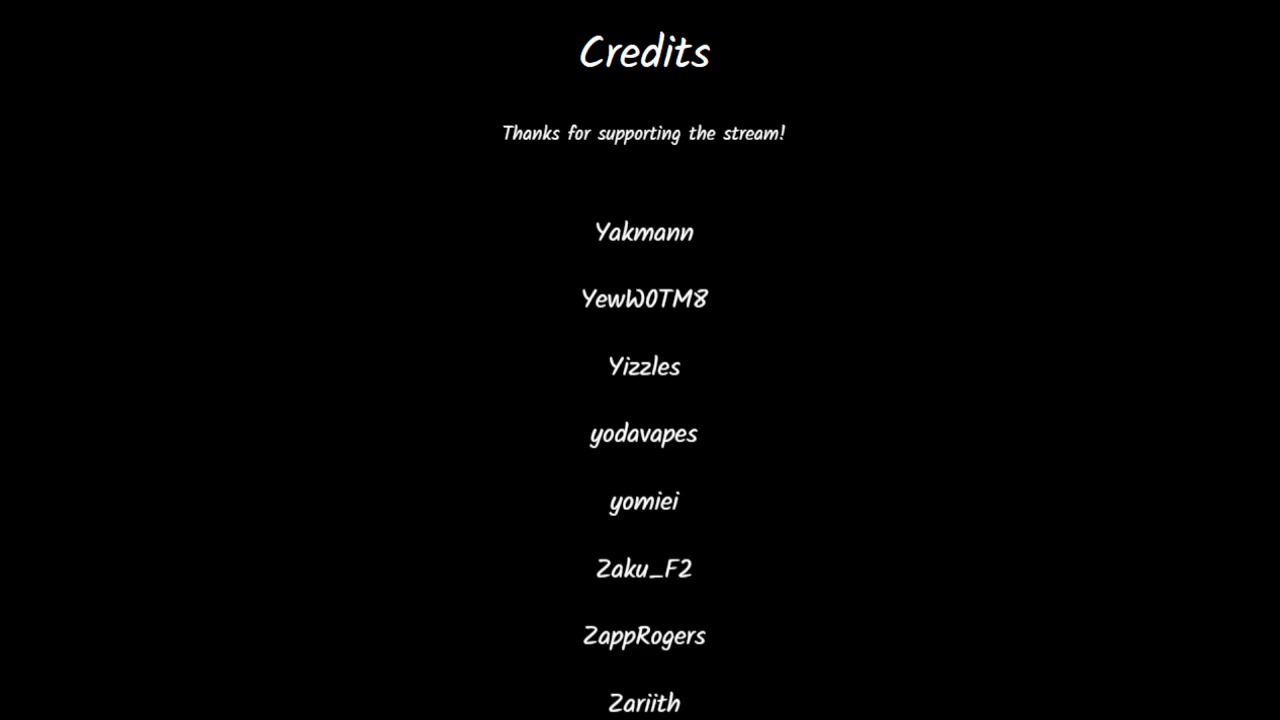 Credits
Thanks for supporting the stream!
Yakmann
YewW0TM8
Yizzles
yodavapes
yomiei
Zaku_F2
ZappRogers
Zariith